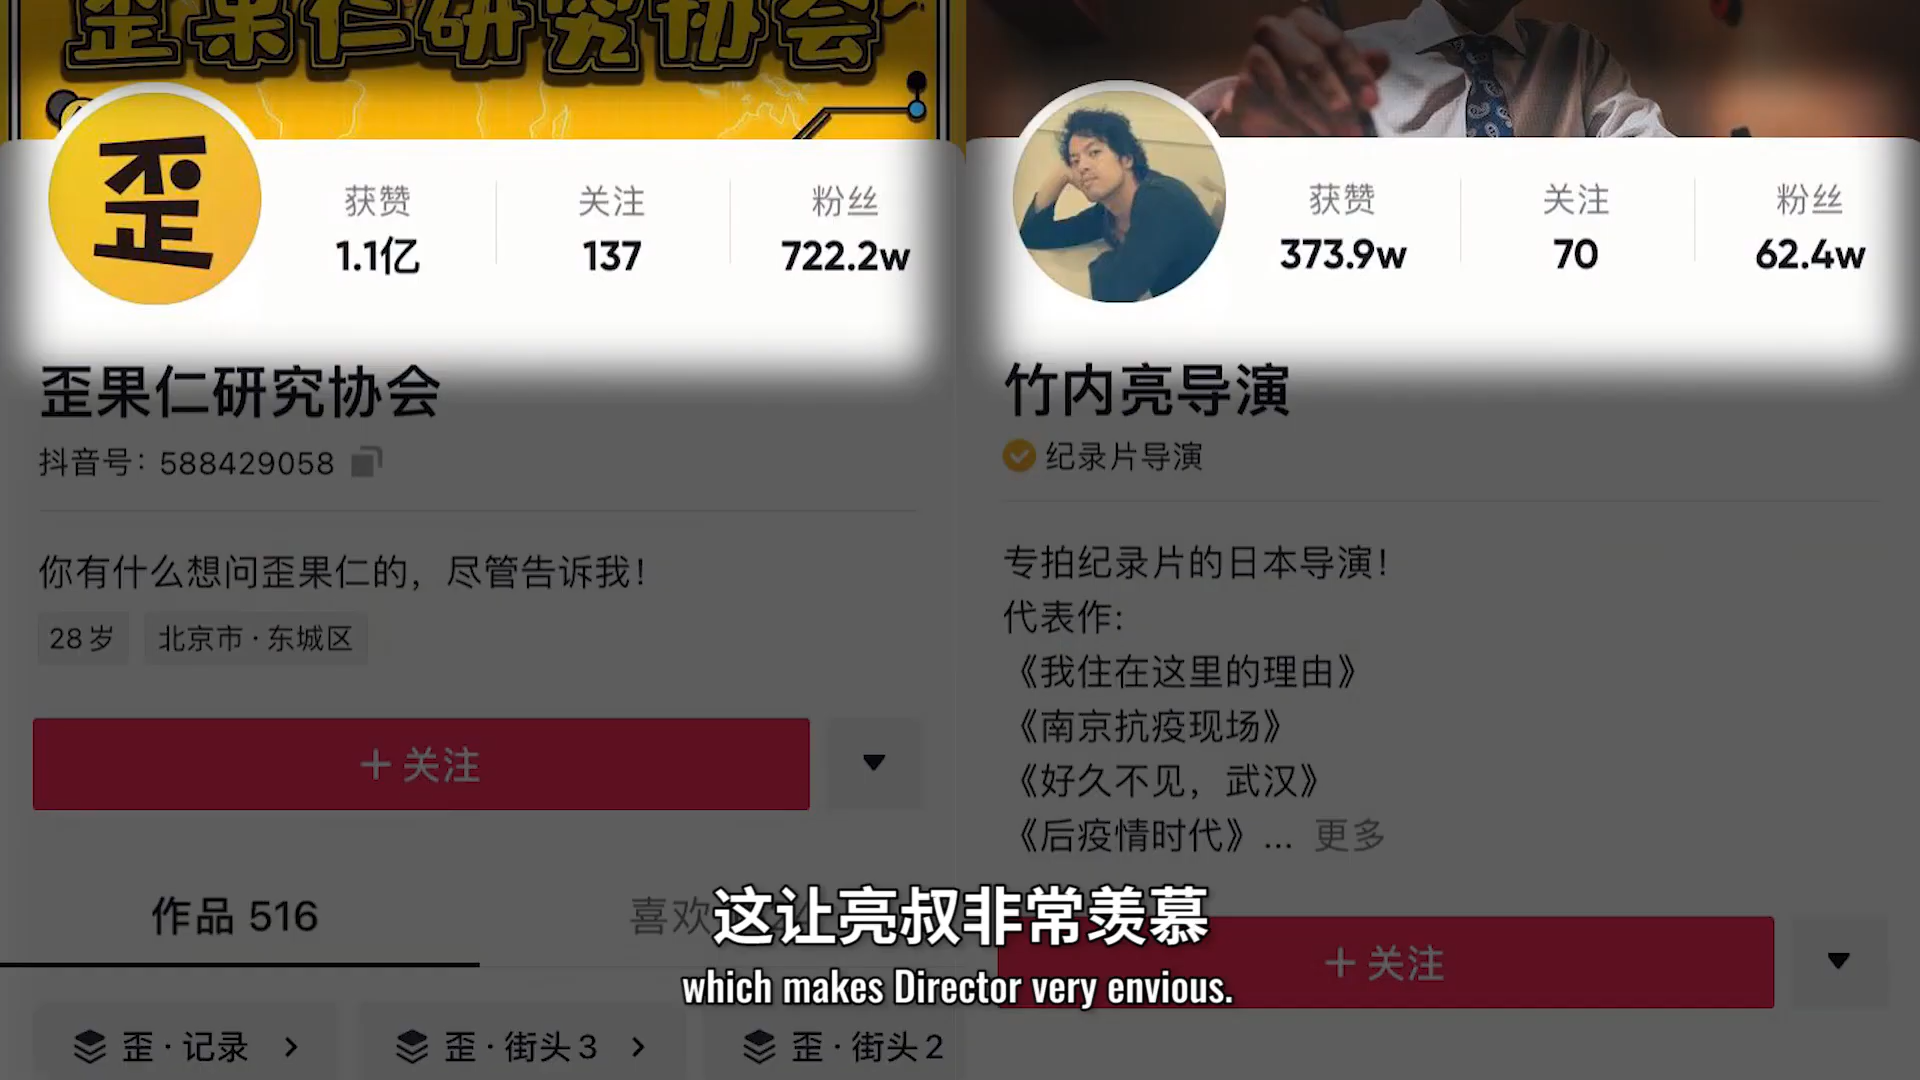 歪果仁研究协会
歪
获赞 关注 粉丝
1.1亿 137 722.2w
歪果仁研究协会
抖音号：588429058
你有什么想问歪果仁的，尽管告诉我！
28岁 北京市·东城区
+ 关注
作品 516 喜欢
歪·记录 >
歪·街头3 >
歪·街头2
获赞 关注 粉丝
373.9w 70 62.4w
竹内亮导演
纪录片导演
专拍纪录片的日本导演！
代表作：
《我住在这里的理由》
《南京抗疫现场》
《好久不见，武汉》
《后疫情时代》... 更多
+ 关注
这让亮叔非常羡慕
which makes Director very envious.